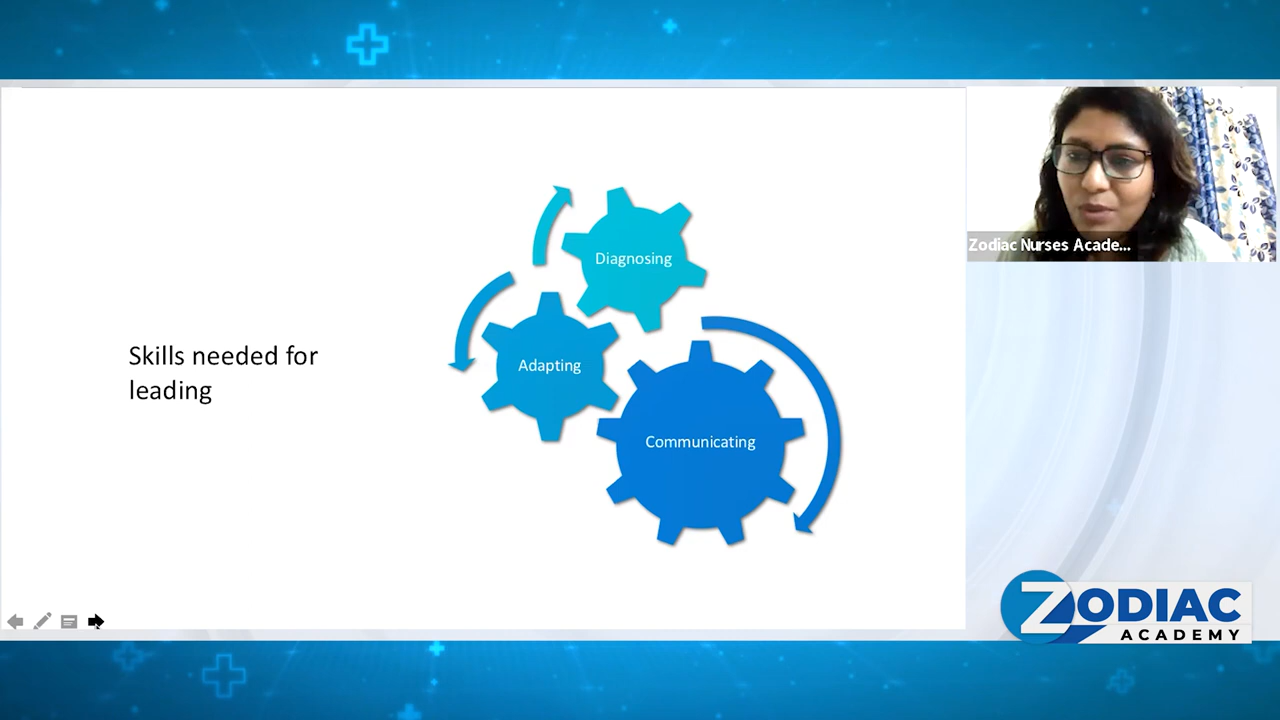 Diagnosing
Adapting
Skills needed for
leading
Communicating
Zodiac Nurses Acade...
ZODIAC
ACADEMY